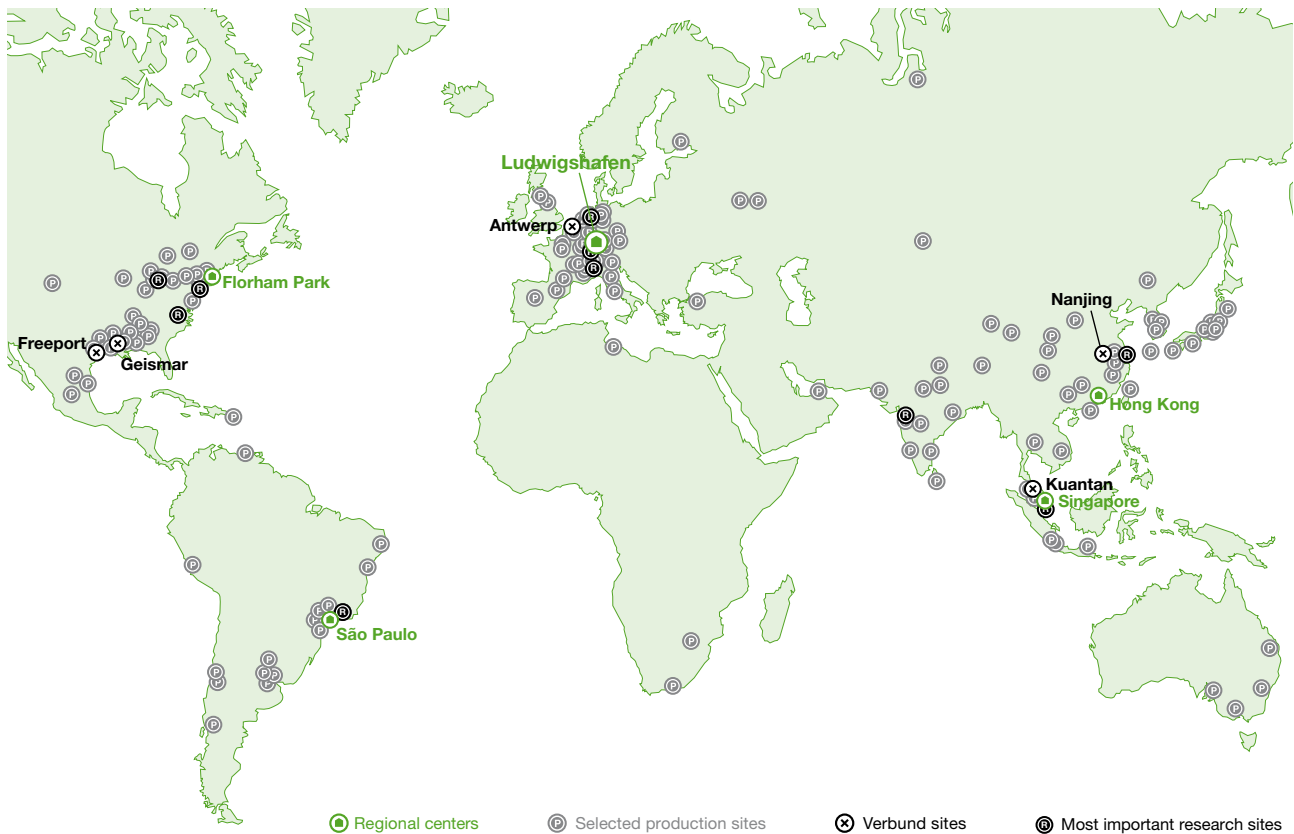 Ludwigshafen
Antwerp
Florham Park
Nanjing
Freeport
Geismar
Hong Kong
Kuantan
Singapore
São Paulo
Regional centers
P Selected production sites
Verbund sites
R Most important research sites